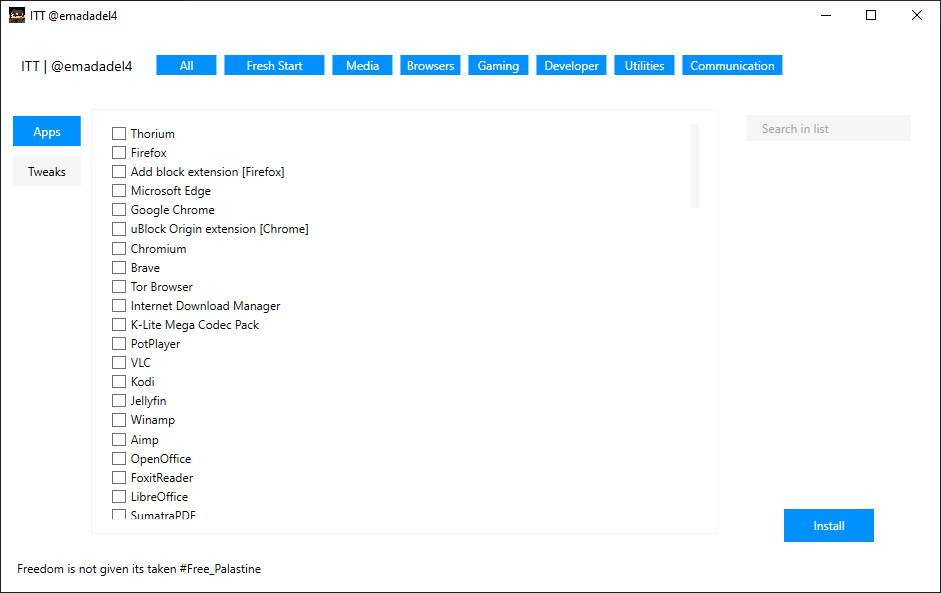 ITT @emadadel4
ITT | @emadadel4
All
Fresh Start
Media
Browsers
Gaming
Developer
Utilities
Communication
Apps
Tweaks
Search in list
Thorium
Firefox
Add block extension [Firefox]
Microsoft Edge
Google Chrome
uBlock Origin extension [Chrome]
Chromium
Brave
Tor Browser
Internet Download Manager
K-Lite Mega Codec Pack
PotPlayer
VLC
Kodi
Jellyfin
Winamp
Aimp
OpenOffice
FoxitReader
LibreOffice
SumatraPDF
Install
Freedom is not given its taken #Free_Palastine